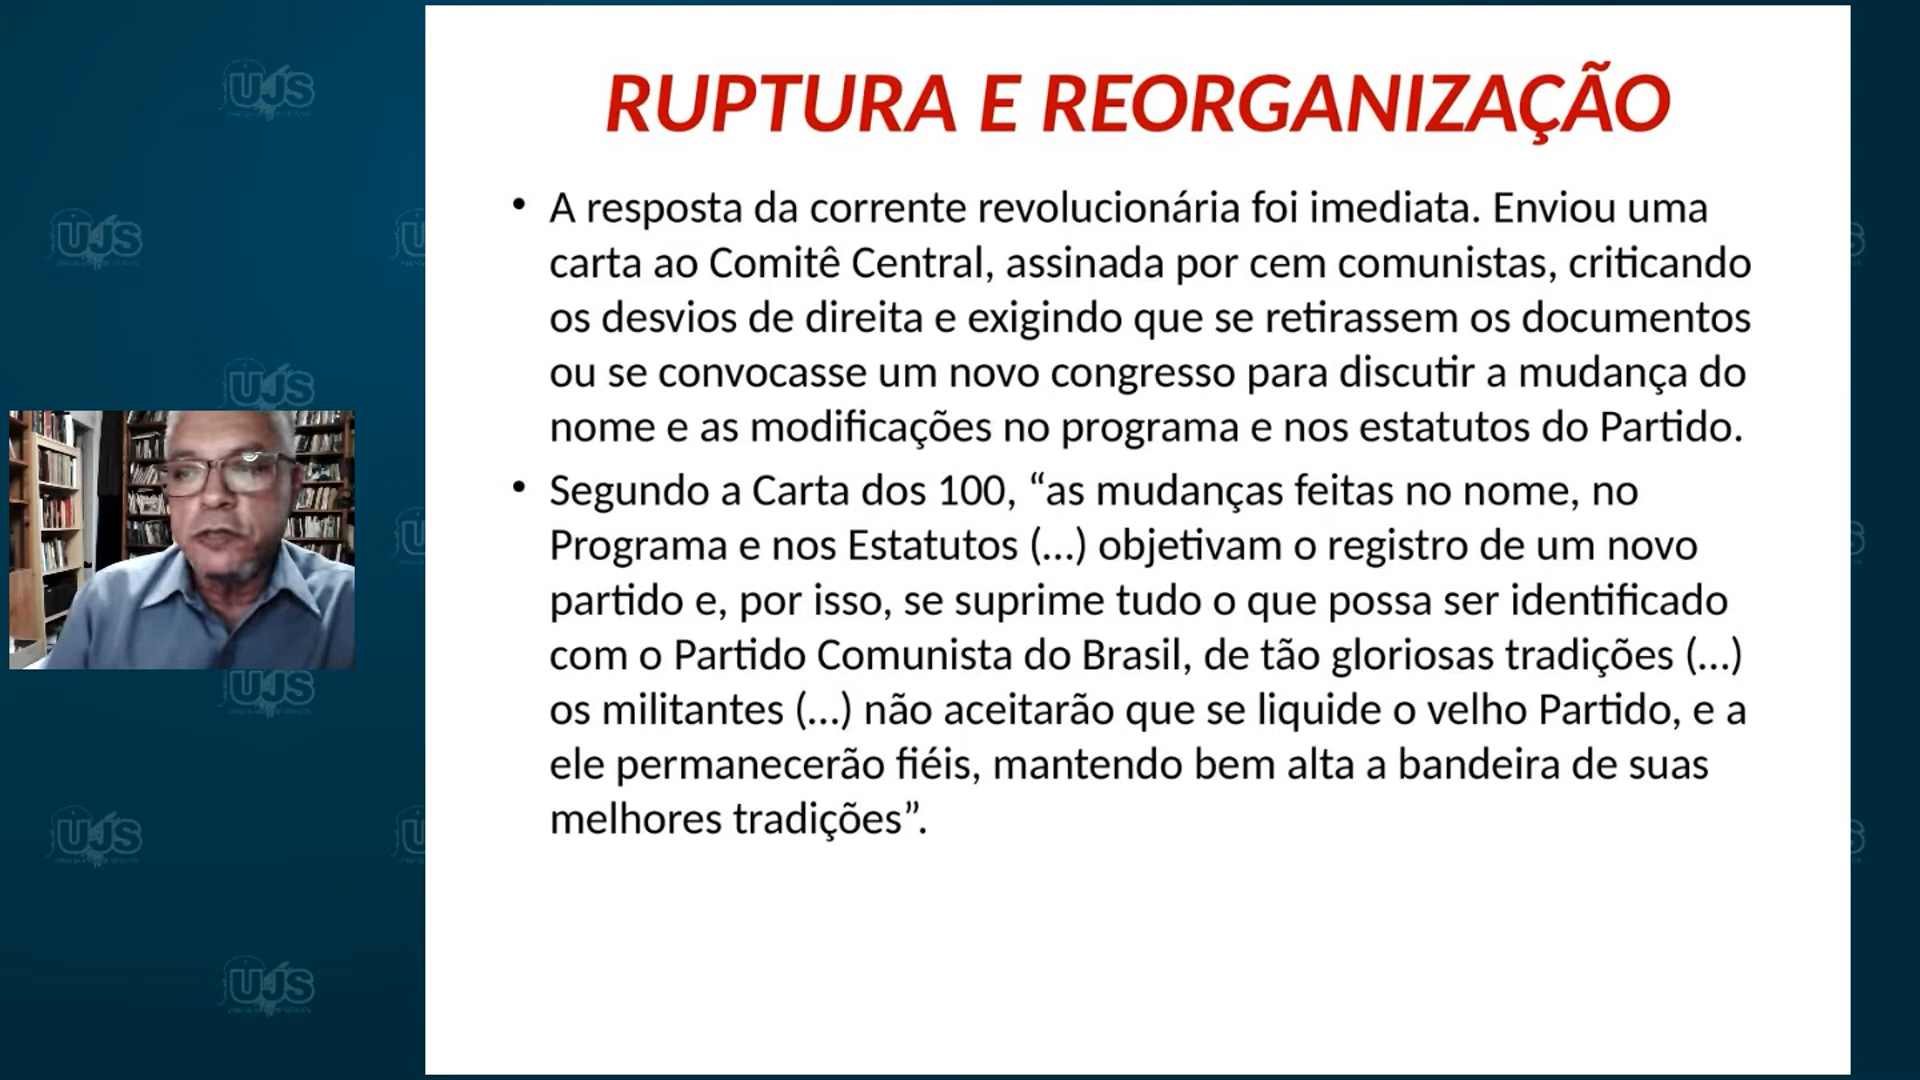 RUPTURA E REORGANIZAÇÃO
• A resposta da corrente revolucionária foi imediata. Enviou uma
carta ao Comitê Central, assinada por cem comunistas, criticando
os desvios de direita e exigindo que se retirassem os documentos
ou se convocasse um novo congresso para discutir a mudança do
nome e as modificações no programa e nos estatutos do Partido.
• Segundo a Carta dos 100, “as mudanças feitas no nome, no
Programa e nos Estatutos (...) objetivam o registro de um novo
partido e, por isso, se suprime tudo o que possa ser identificado
com o Partido Comunista do Brasil, de tão gloriosas tradições (...)
os militantes (...) não aceitarão que se liquide o velho Partido, e a
ele permanecerão fiéis, mantendo bem alta a bandeira de suas
melhores tradições”.
UJS
UJS
UJS
UJS
UJS
UJS